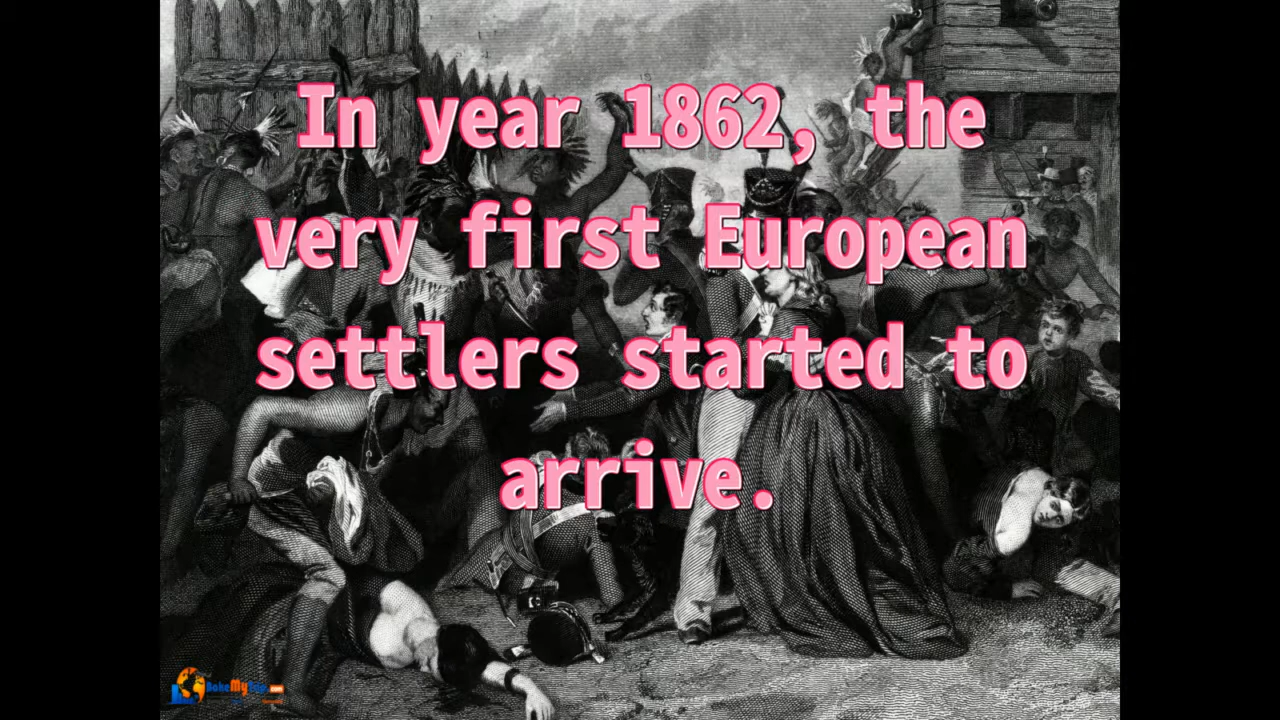 In year 1862, the
very first European
settlers started to
arrive.